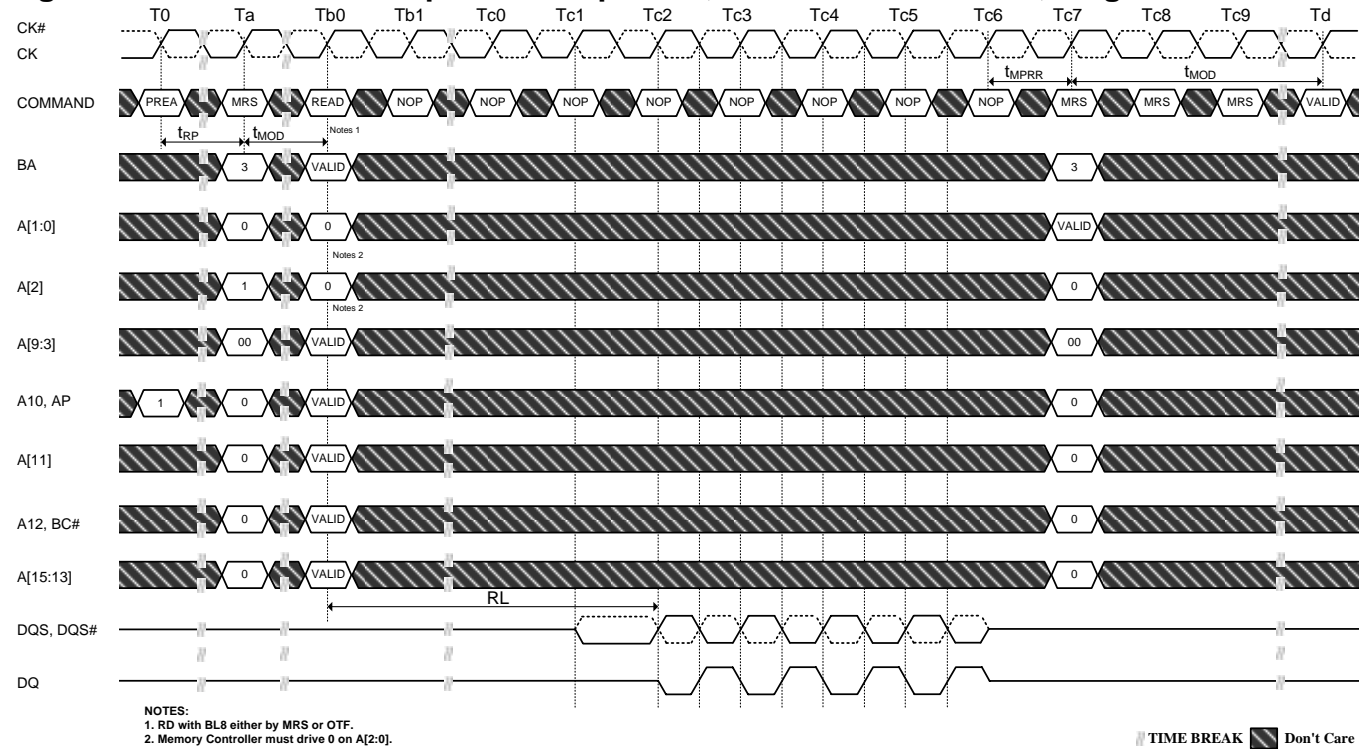 T0 Ta Tb0 Tb1 Tc0 Tc1 Tc2 Tc3 Tc4 Tc5 Tc6 Tc7 Tc8 Tc9 Td
CK#
CK
tMPRR tMOD
COMMAND PREA MRS READ NOP NOP NOP NOP NOP NOP NOP NOP MRS MRS MRS VALID
tRP tMOD Notes 1
BA 3 VALID 3
A[1:0] 0 0 VALID
Notes 2
A[2] 1 0 0
Notes 2
A[9:3] 00 VALID 00
A10, AP 1 0 VALID 0
A[11] 0 VALID 0
A12, BC# 0 VALID 0
A[15:13] 0 VALID 0
RL
DQS, DQS#
DQ
NOTES:
1. RD with BL8 either by MRS or OTF.
2. Memory Controller must drive 0 on A[2:0].
TIME BREAK Don't Care